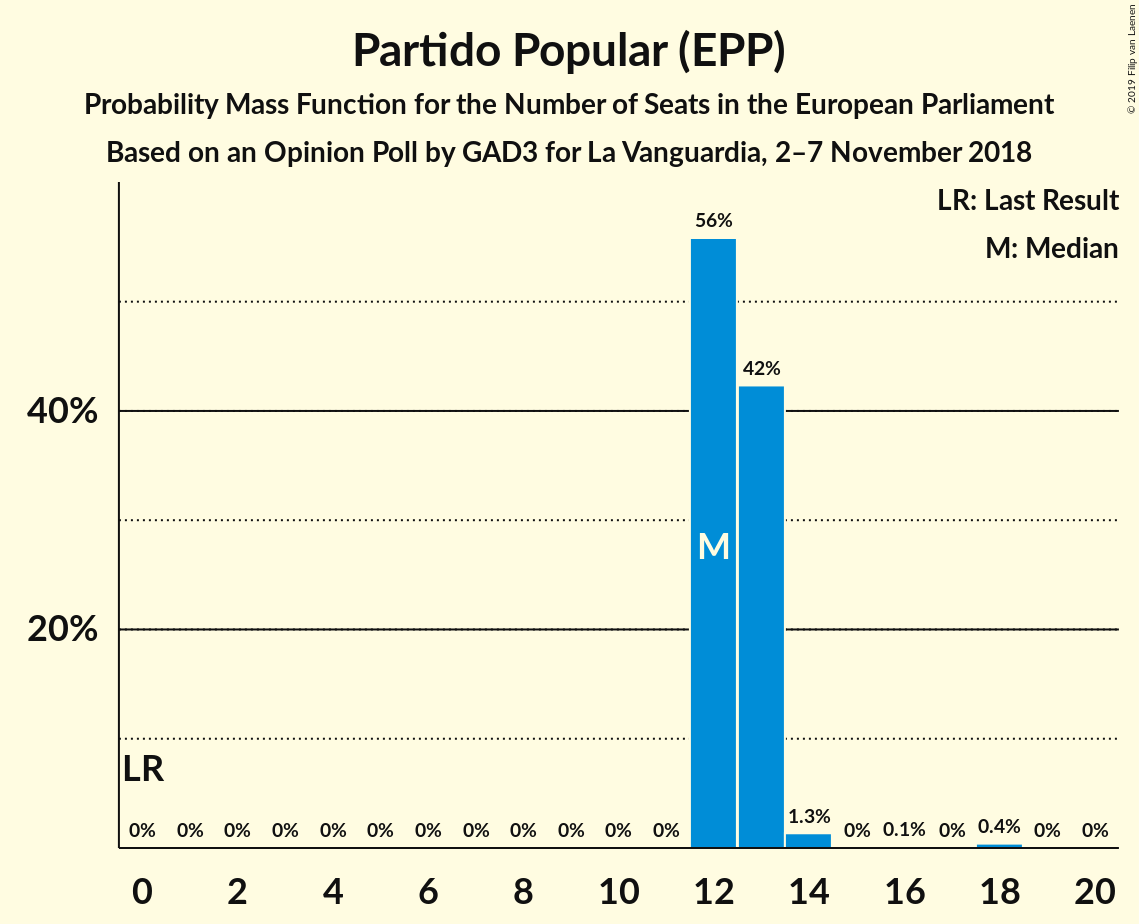 Partido Popular (EPP)
Probability Mass Function for the Number of Seats in the European Parliament
Based on an Opinion Poll by GAD3 for La Vanguardia, 2–7 November 2018
© 2019 Filip van Laenen
LR: Last Result
M: Median
56%
42%
40%
M
20%
LR
0% 0% 0% 0% 0% 0% 0% 0% 0% 0% 0% 0% 1.3% 0% 0.1% 0% 0.4% 0% 0%
0 2 4 6 8 10 12 14 16 18 20